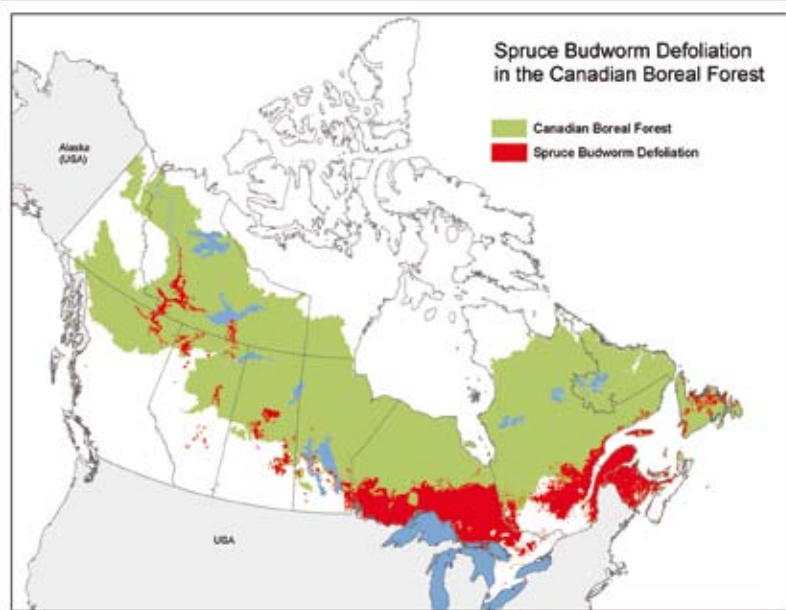 Spruce Budworm Defoliation
in the Canadian Boreal Forest
Canadian Boreal Forest
Spruce Budworm Defoliation
Alaska
(USA)
USA